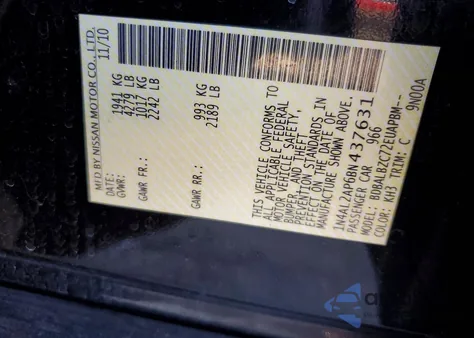 MFD BY NISSAN MOTOR CO., LTD.
DATE: 11/10
GVWR: 1941 KG
4279 LB
GAWR FR.: 1017 KG
2242 LB
GAWR RR.: 993 KG
2189 LB
THIS VEHICLE CONFORMS TO
ALL APPLICABLE FEDERAL
MOTOR VEHICLE SAFETY,
BUMPER AND THEFT
PREVENTION STANDARDS IN
EFFECT ON THE DATE OF
MANUFACTURE SHOWN ABOVE.
1N4AL2AP6BN437631
PASSENGER CAR 966
MODEL: BDBALBZC72EUAPBM--
COLOR: KH3 TRIM: C 9N00A